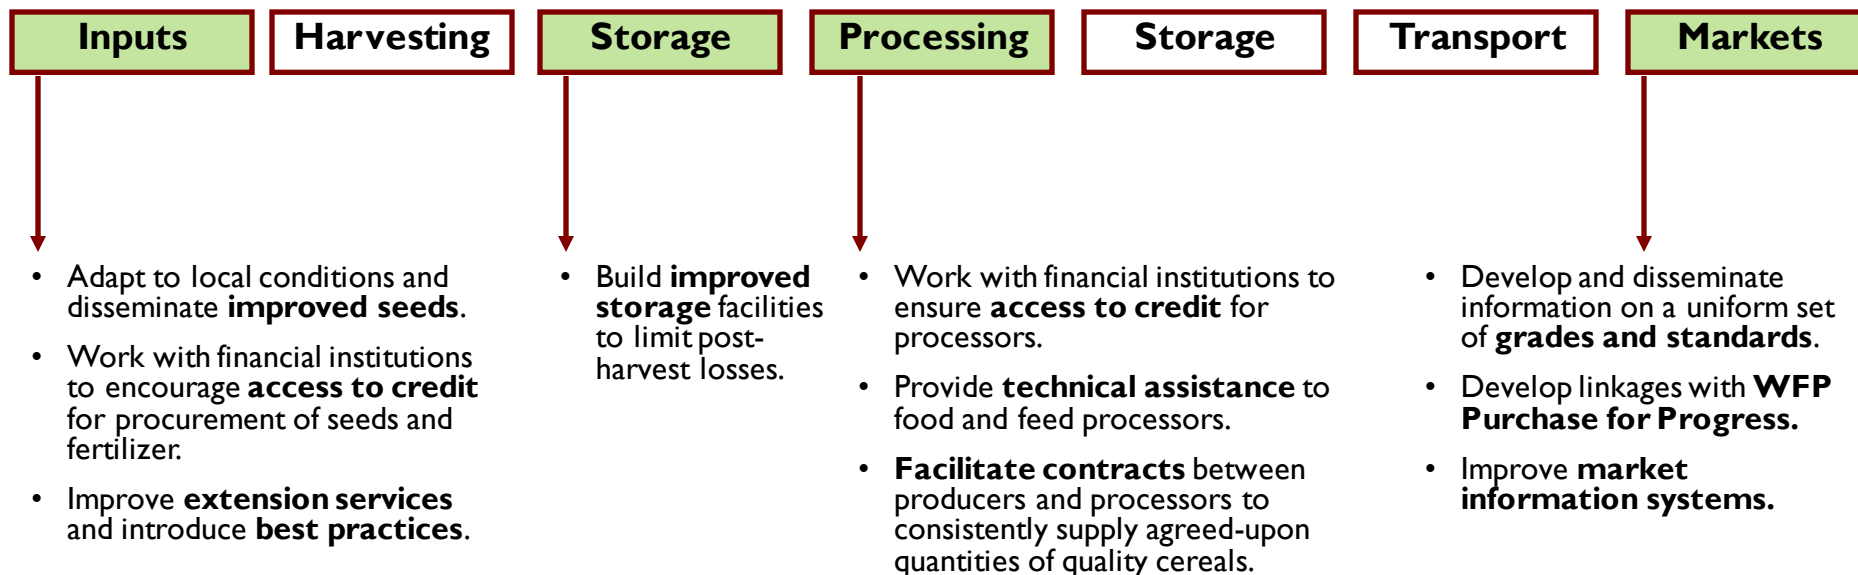 Inputs
Harvesting
Storage
Processing
Storage
Transport
Markets
• Adapt to local conditions and
disseminate improved seeds.
• Work with financial institutions
to encourage access to credit
for procurement of seeds and
fertilizer.
• Improve extension services
and introduce best practices.
• Build improved
storage facilities
to limit post-
harvest losses.
• Work with financial institutions to
ensure access to credit for
processors.
• Provide technical assistance to
food and feed processors.
• Facilitate contracts between
producers and processors to
consistently supply agreed-upon
quantities of quality cereals.
• Develop and disseminate
information on a uniform set
of grades and standards.
• Develop linkages with WFP
Purchase for Progress.
• Improve market
information systems.